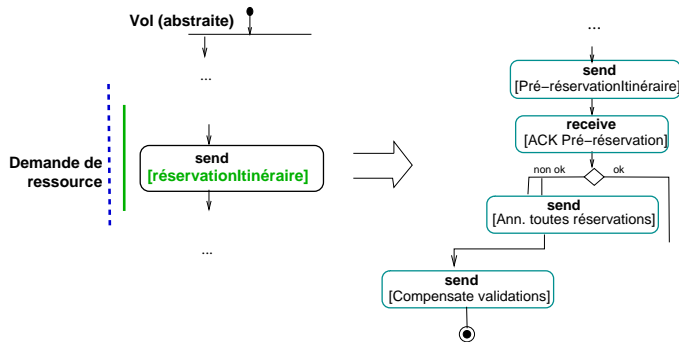 Vol (abstraite)
...
Demande de
ressource
send
[réservationItinéraire]
...
...
send
[Pré−réservationItinéraire]
receive
[ACK Pré−réservation]
non ok
ok
send
[Ann. toutes réservations]
send
[Compensate validations]